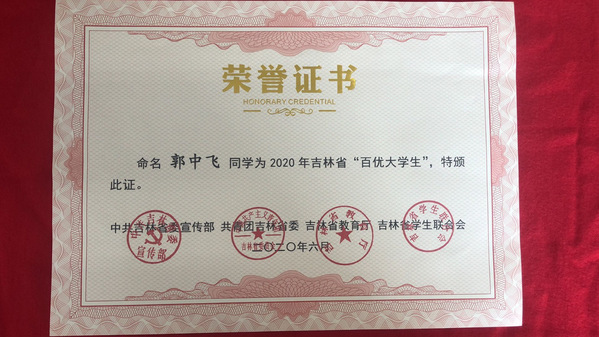 荣誉证书
HONORARY CREDENTIAL
命名 郭中飞 同学为 2020 年吉林省“百优大学生”，特颁
此证。
中共吉林省委宣传部 共青团吉林省委 吉林省教育厅 吉林省学生联合会
二〇二〇年六月